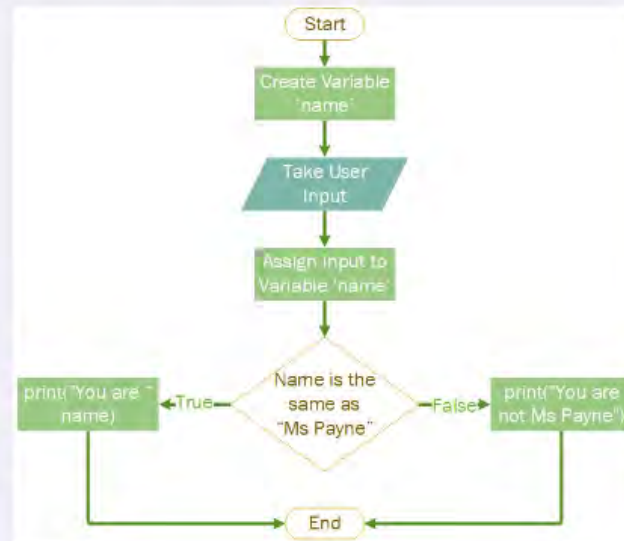 Start
Create Variable
'name'
Take User
Input
Assign Input to
Variable 'name'
Name is the
same as
"Ms Payne"
True
False
print("You are "
name)
print("You are
not Ms Payne")
End